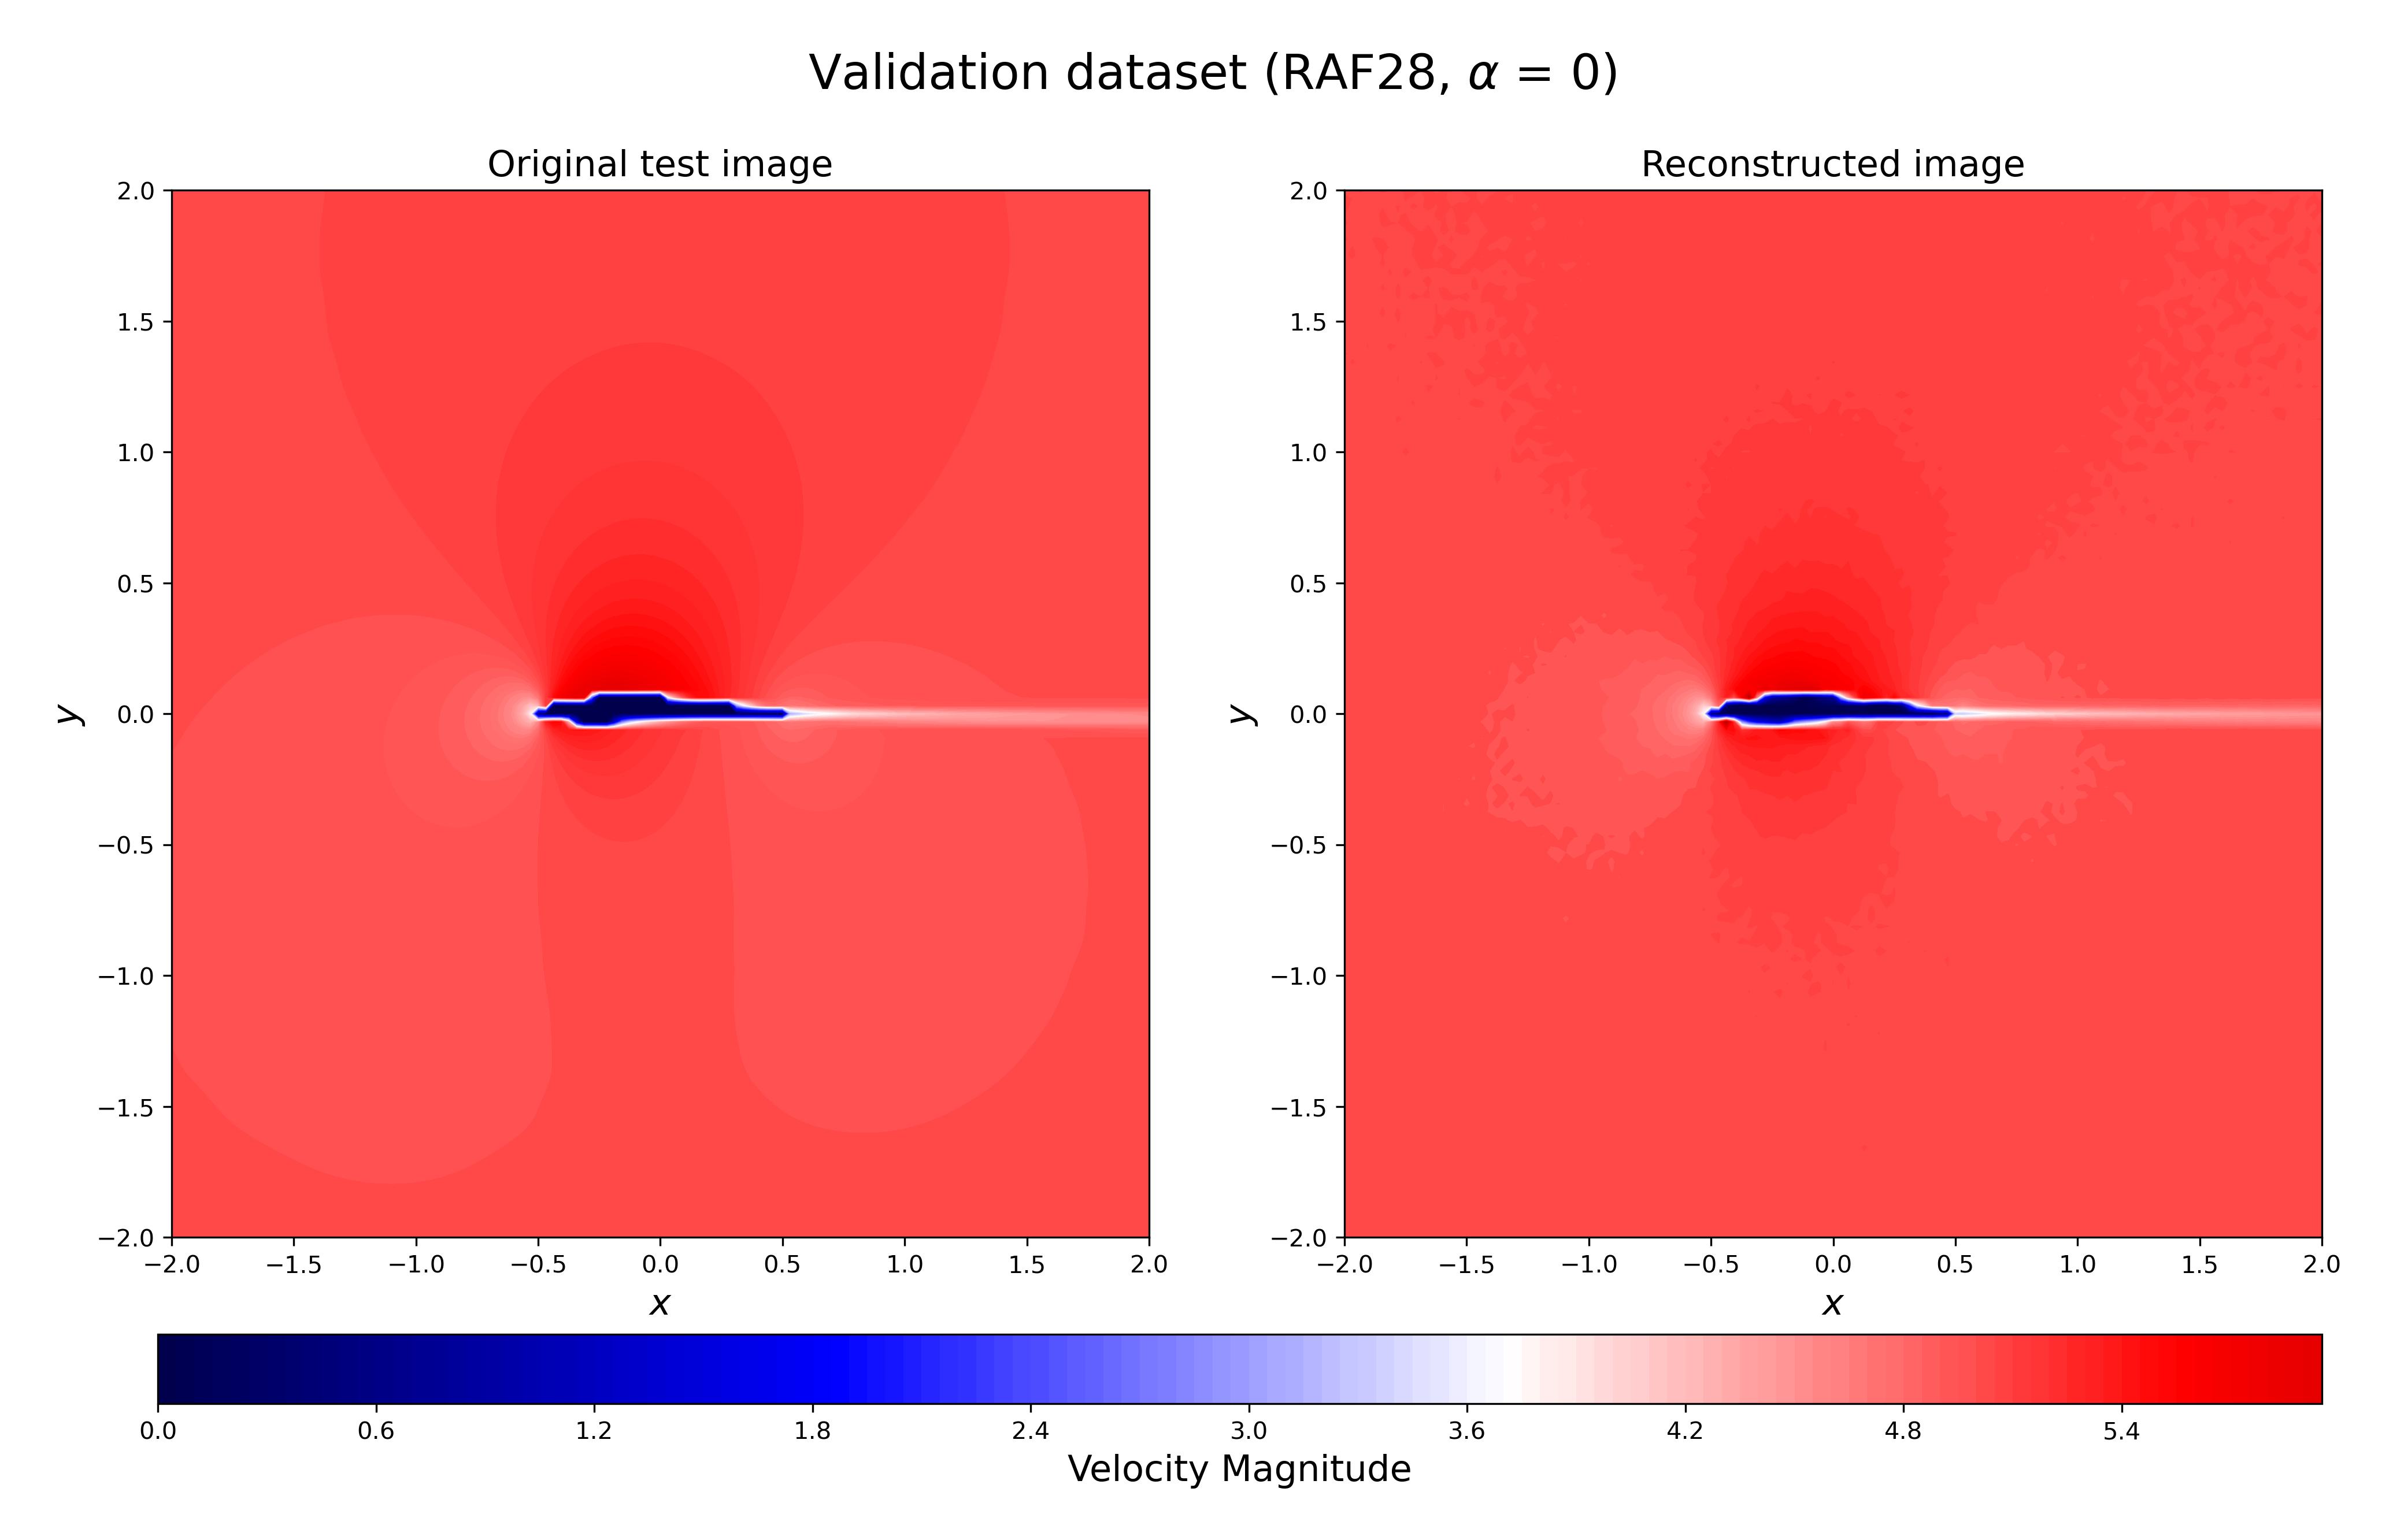 Validation dataset (RAF28, α = 0)
Original test image
Reconstructed image
2.0
1.5
1.0
0.5
0.0
−0.5
−1.0
−1.5
−2.0
y
−2.0 −1.5 −1.0 −0.5 0.0 0.5 1.0 1.5 2.0
x
2.0
1.5
1.0
0.5
0.0
−0.5
−1.0
−1.5
−2.0
y
−2.0 −1.5 −1.0 −0.5 0.0 0.5 1.0 1.5 2.0
x
0.0 0.6 1.2 1.8 2.4 3.0 3.6 4.2 4.8 5.4
Velocity Magnitude